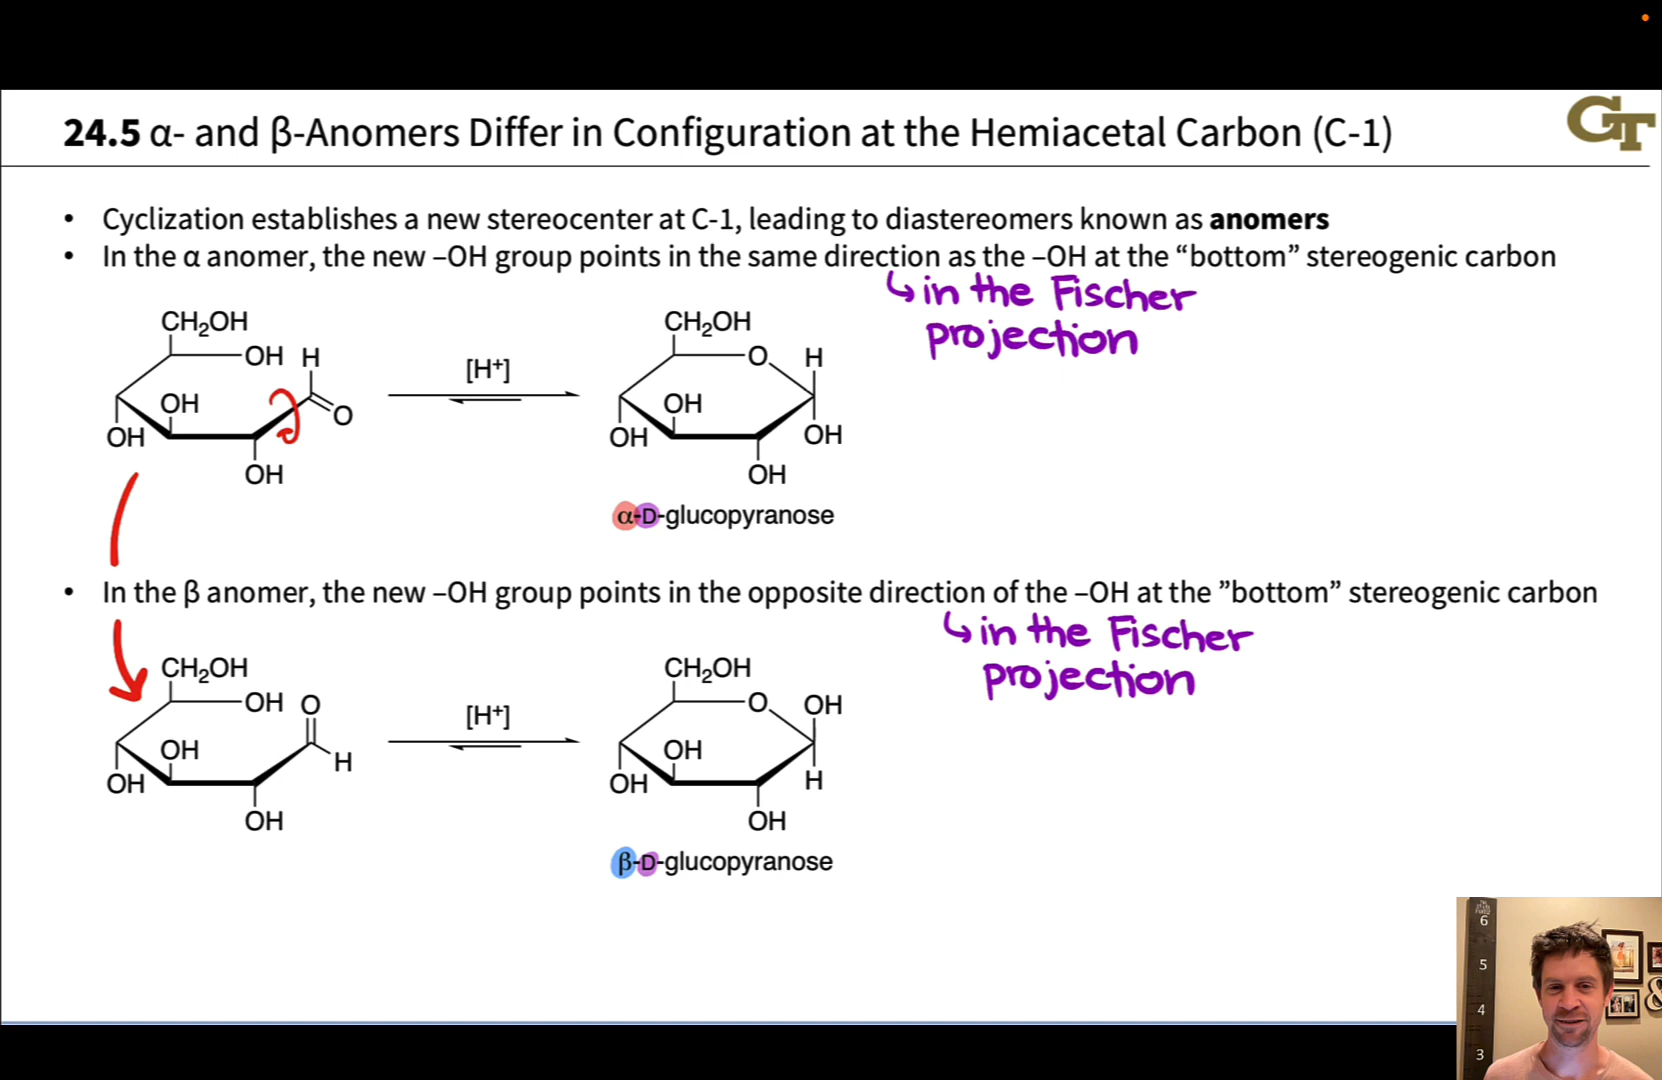 24.5 α- and β-Anomers Differ in Configuration at the Hemiacetal Carbon (C-1)
GT
• Cyclization establishes a new stereocenter at C-1, leading to diastereomers known as anomers
• In the α anomer, the new –OH group points in the same direction as the –OH at the “bottom” stereogenic carbon
↳ in the Fischer
projection
CH₂OH
OH H
OH
O
OH
OH
[H⁺]
CH₂OH
O H
OH
OH
OH
OH
α-D-glucopyranose
• In the β anomer, the new –OH group points in the opposite direction of the –OH at the ”bottom” stereogenic carbon
↳ in the Fischer
projection
CH₂OH
OH O
OH
H
OH
OH
[H⁺]
CH₂OH
O OH
OH
OH
H
OH
β-D-glucopyranose
6
5
4
3
&